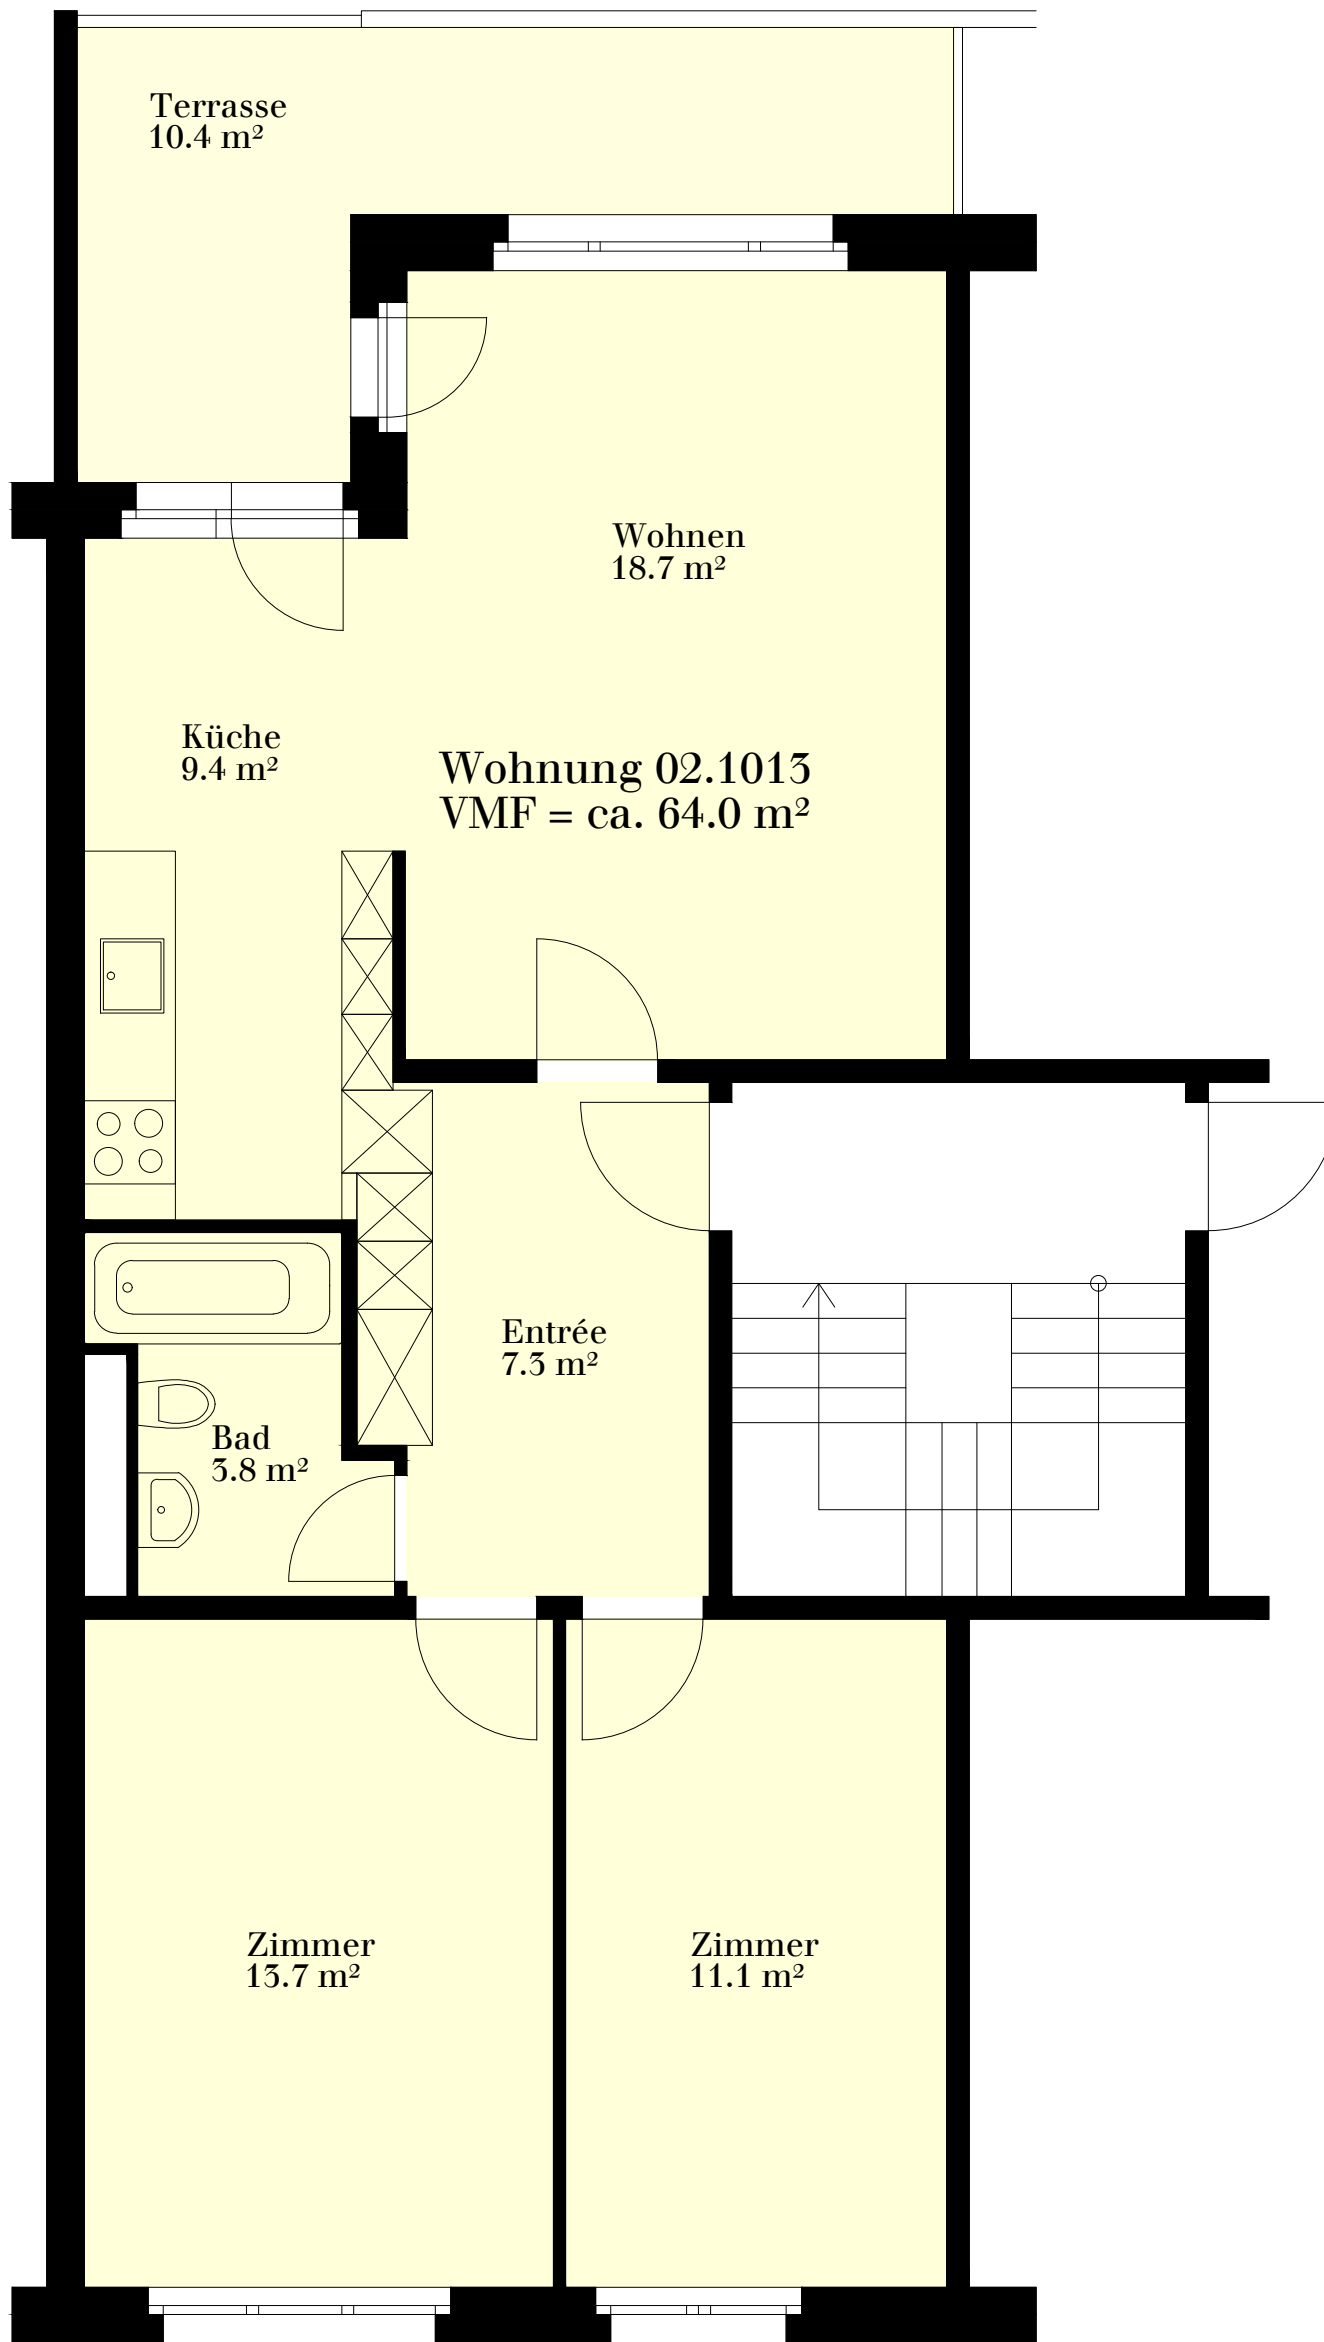 Terrasse
10.4 m²
Wohnen
18.7 m²
Küche
9.4 m²
Wohnung 02.1013
VMF = ca. 64.0 m²
Entrée
7.3 m²
Bad
3.8 m²
Zimmer
13.7 m²
Zimmer
11.1 m²